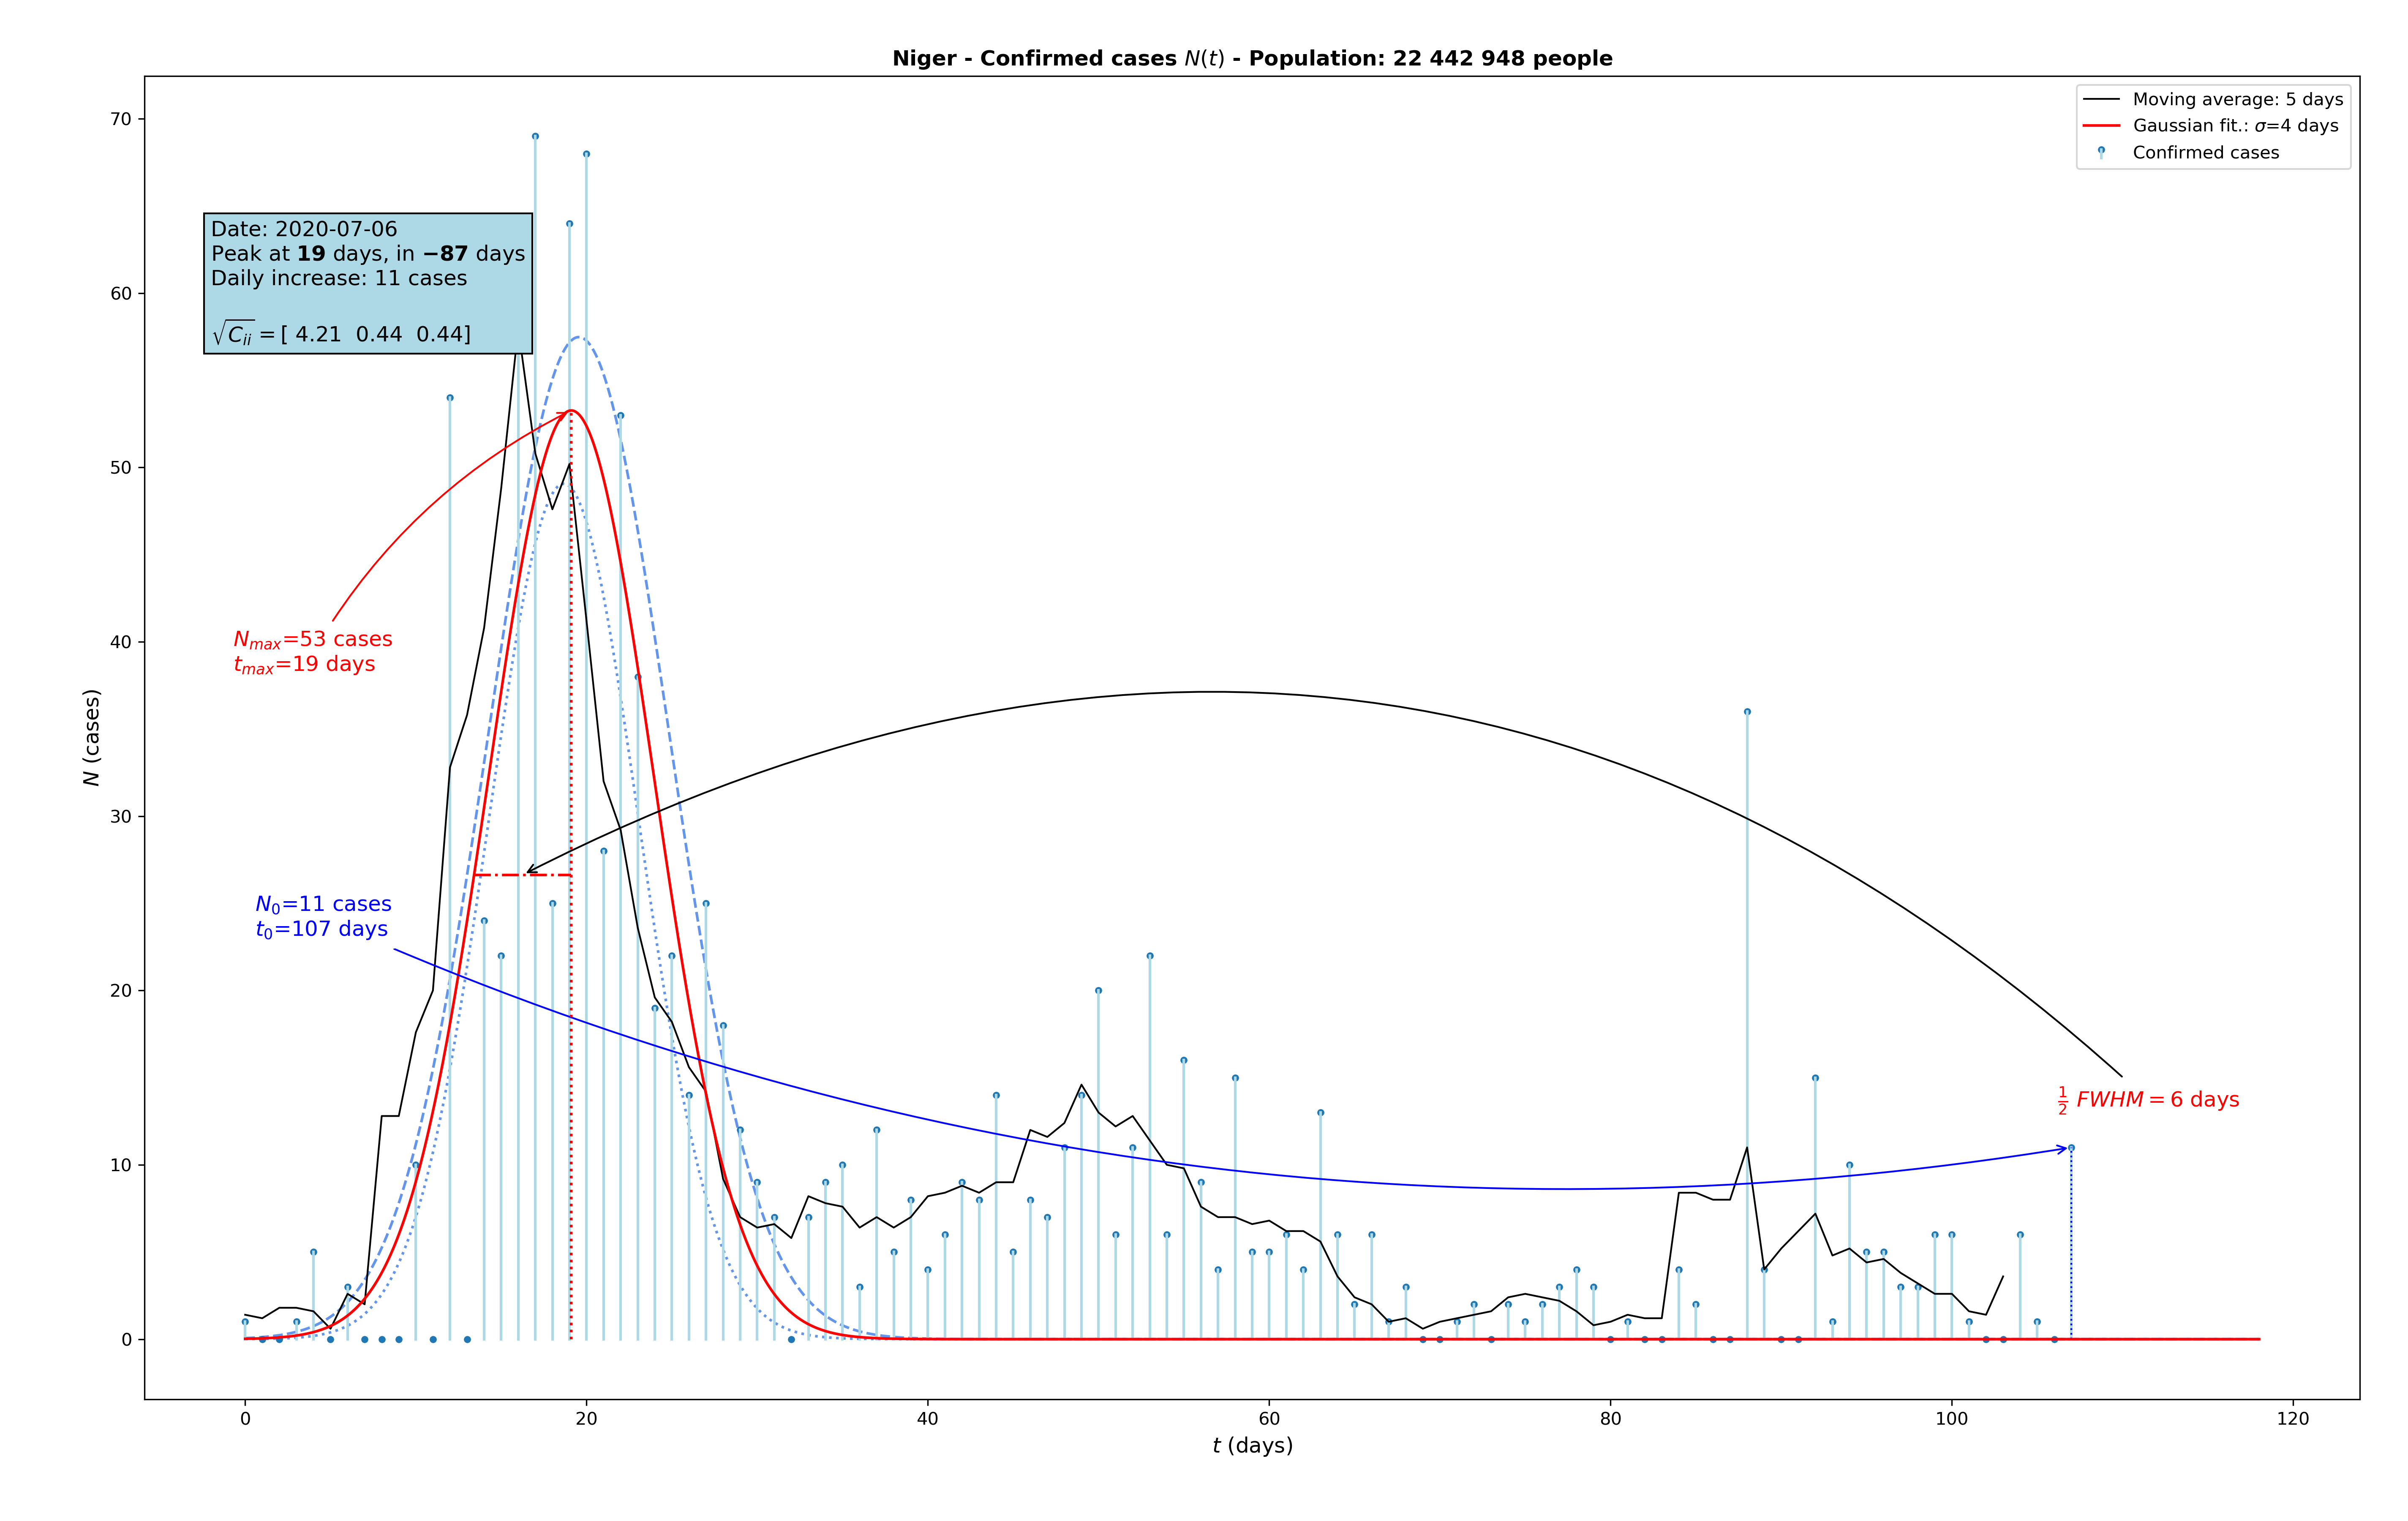 Niger - Confirmed cases N(t) - Population: 22 442 948 people
Moving average: 5 days
Gaussian fit.: σ=4 days
Confirmed cases
Date: 2020-07-06
Peak at 19 days, in −87 days
Daily increase: 11 cases
√C_ii = [ 4.21 0.44 0.44]
N_max=53 cases
t_max=19 days
N_0=11 cases
t_0=107 days
1/2 FWHM = 6 days
N (cases)
70
60
50
40
30
20
10
0
0 20 40 60 80 100 120
t (days)